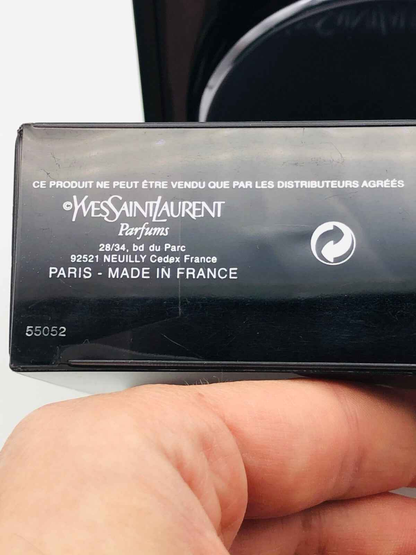 CE PRODUIT NE PEUT ÊTRE VENDU QUE PAR LES DISTRIBUTEURS AGRÉÉS
©YVESSAINTLAURENT
Parfums
28/34, bd du Parc
92521 NEUILLY Cedex France
PARIS - MADE IN FRANCE
55052